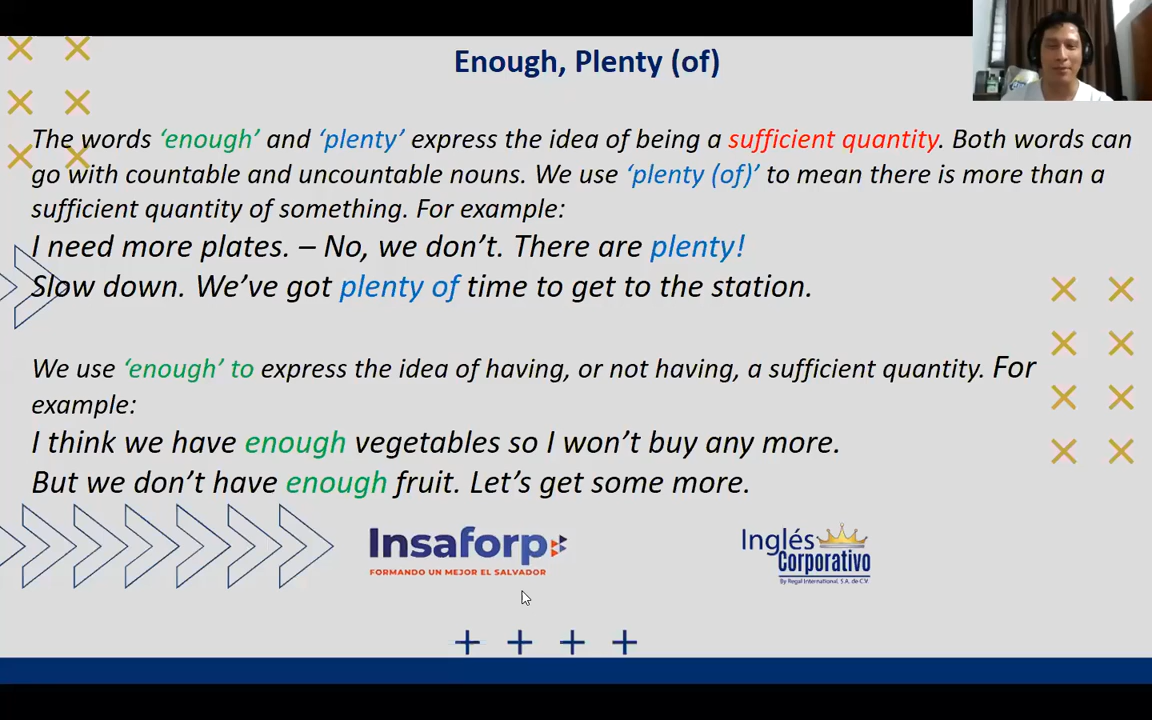 Enough, Plenty (of)
The words ‘enough’ and ‘plenty’ express the idea of being a sufficient quantity. Both words can
go with countable and uncountable nouns. We use ‘plenty (of)’ to mean there is more than a
sufficient quantity of something. For example:
I need more plates. – No, we don’t. There are plenty!
Slow down. We’ve got plenty of time to get to the station.
We use ‘enough’ to express the idea of having, or not having, a sufficient quantity. For
example:
I think we have enough vegetables so I won’t buy any more.
But we don’t have enough fruit. Let’s get some more.
Insaforp
FORMANDO UN MEJOR EL SALVADOR
Inglés
Corporativo
By Regal International, S.A. de C.V.